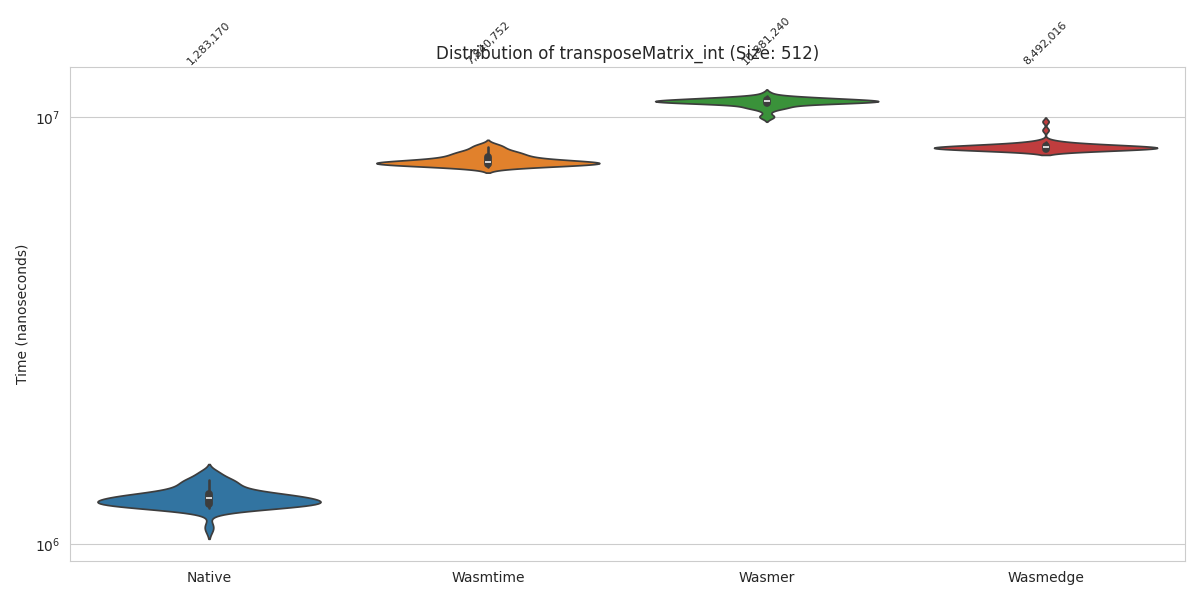 1,283,170
8,492,016
Distribution of transposeMatrix_int (Size: 512)
Time (nanoseconds)
10⁷
10⁶
Native
Wasmtime
Wasmer
Wasmedge